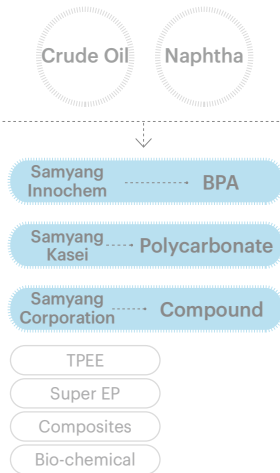 Crude Oil
Naphtha
Samyang
Innochem
BPA
Samyang
Kasei
Polycarbonate
Samyang
Corporation
Compound
TPEE
Super EP
Composites
Bio-chemical